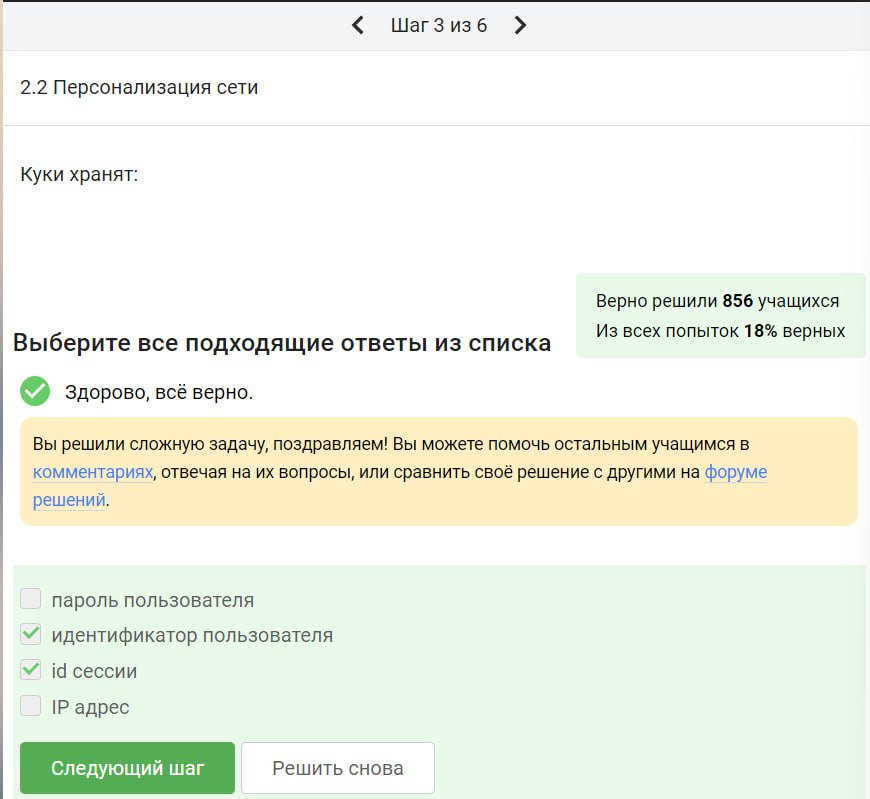 Шаг 3 из 6
2.2 Персонализация сети
Куки хранят:
Верно решили 856 учащихся
Из всех попыток 18% верных
Выберите все подходящие ответы из списка
Здорово, всё верно.
Вы решили сложную задачу, поздравляем! Вы можете помочь остальным учащимся в
комментариях, отвечая на их вопросы, или сравнить своё решение с другими на форуме
решений.
пароль пользователя
идентификатор пользователя
id сессии
IP адрес
Следующий шаг
Решить снова